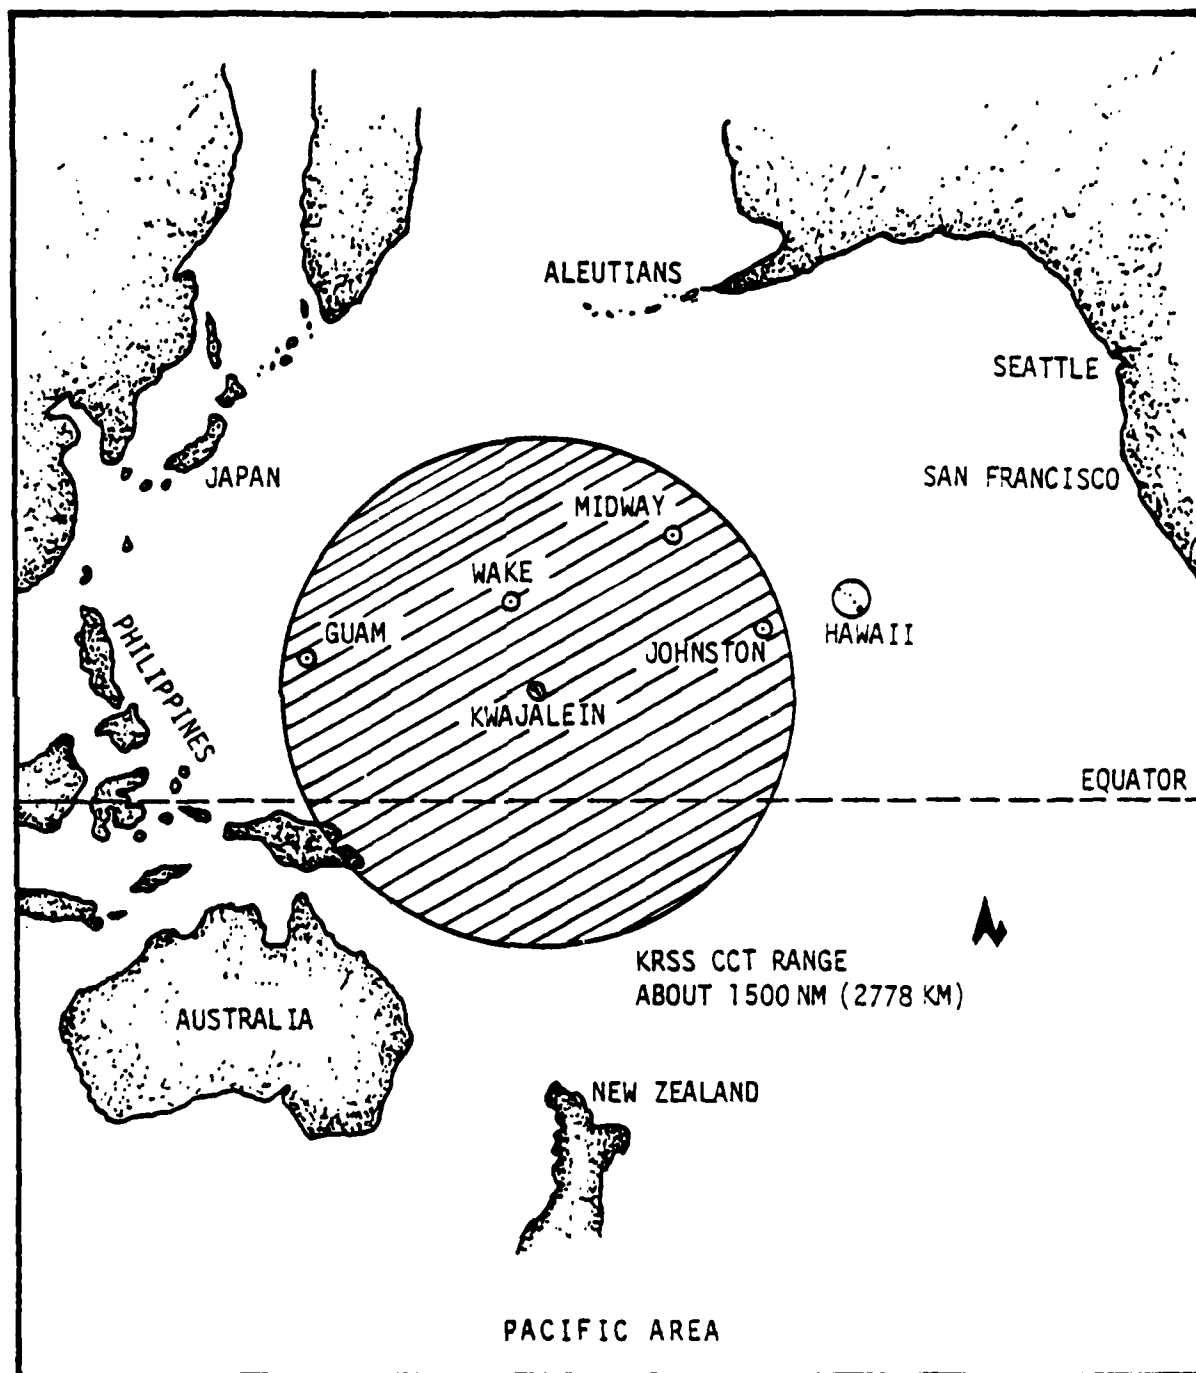 ALEUTIANS
SEATTLE
JAPAN
SAN FRANCISCO
MIDWAY
WAKE
GUAM
PHILIPPINES
JOHNSTON
HAWAII
KWAJALEIN
EQUATOR
KRSS CCT RANGE
ABOUT 1500 NM (2778 KM)
AUSTRALIA
NEW ZEALAND
PACIFIC AREA